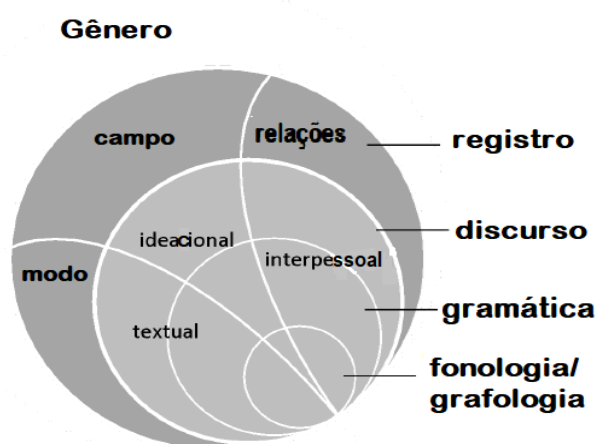 Gênero
campo
relações
registro
ideacional
discurso
interpessoal
modo
gramática
textual
fonologia/
grafologia